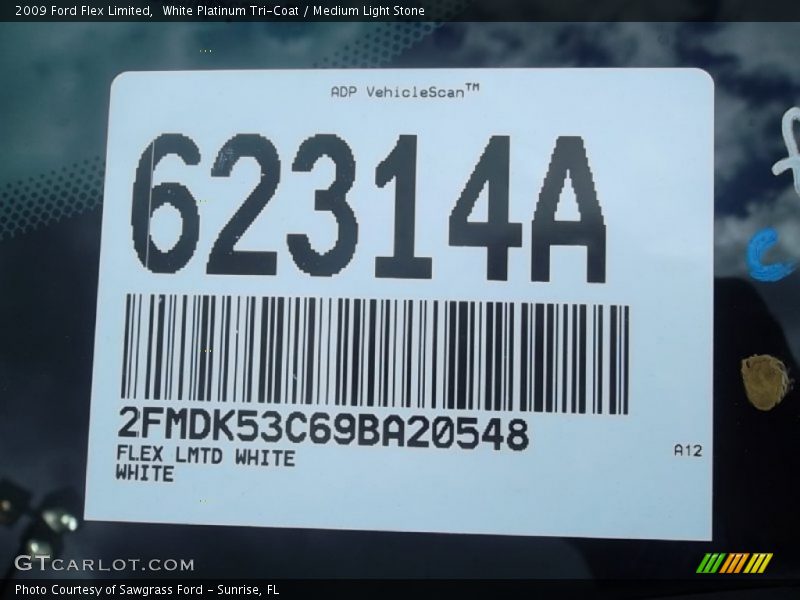 2009 Ford Flex Limited,  White Platinum Tri-Coat / Medium Light Stone
ADP VehicleScan™
62314A
2FMDK53C69BA20548
FLEX LMTD WHITE
WHITE
A12
GTCARLOT.COM
Photo Courtesy of Sawgrass Ford - Sunrise, FL